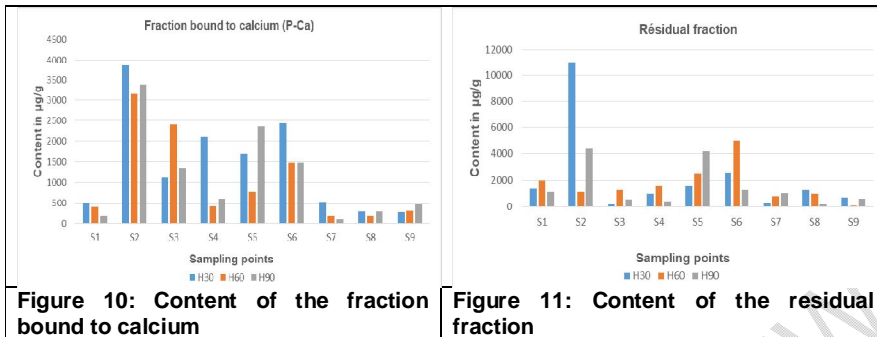 Fraction bound to calcium (P-Ca)
4500
4000
3500
3000
2500
2000
1500
1000
500
0
Content in µg/g
S1 S2 S3 S4 S5 S6 S7 S8 S9
Sampling points
H30 H60 H90
Figure 10: Content of the fraction
bound to calcium
Résidual fraction
12000
10000
8000
6000
4000
2000
0
Content in µg/g
S1 S2 S3 S4 S5 S6 S7 S8 S9
Sampling points
H30 H60 H90
Figure 11: Content of the residual
fraction